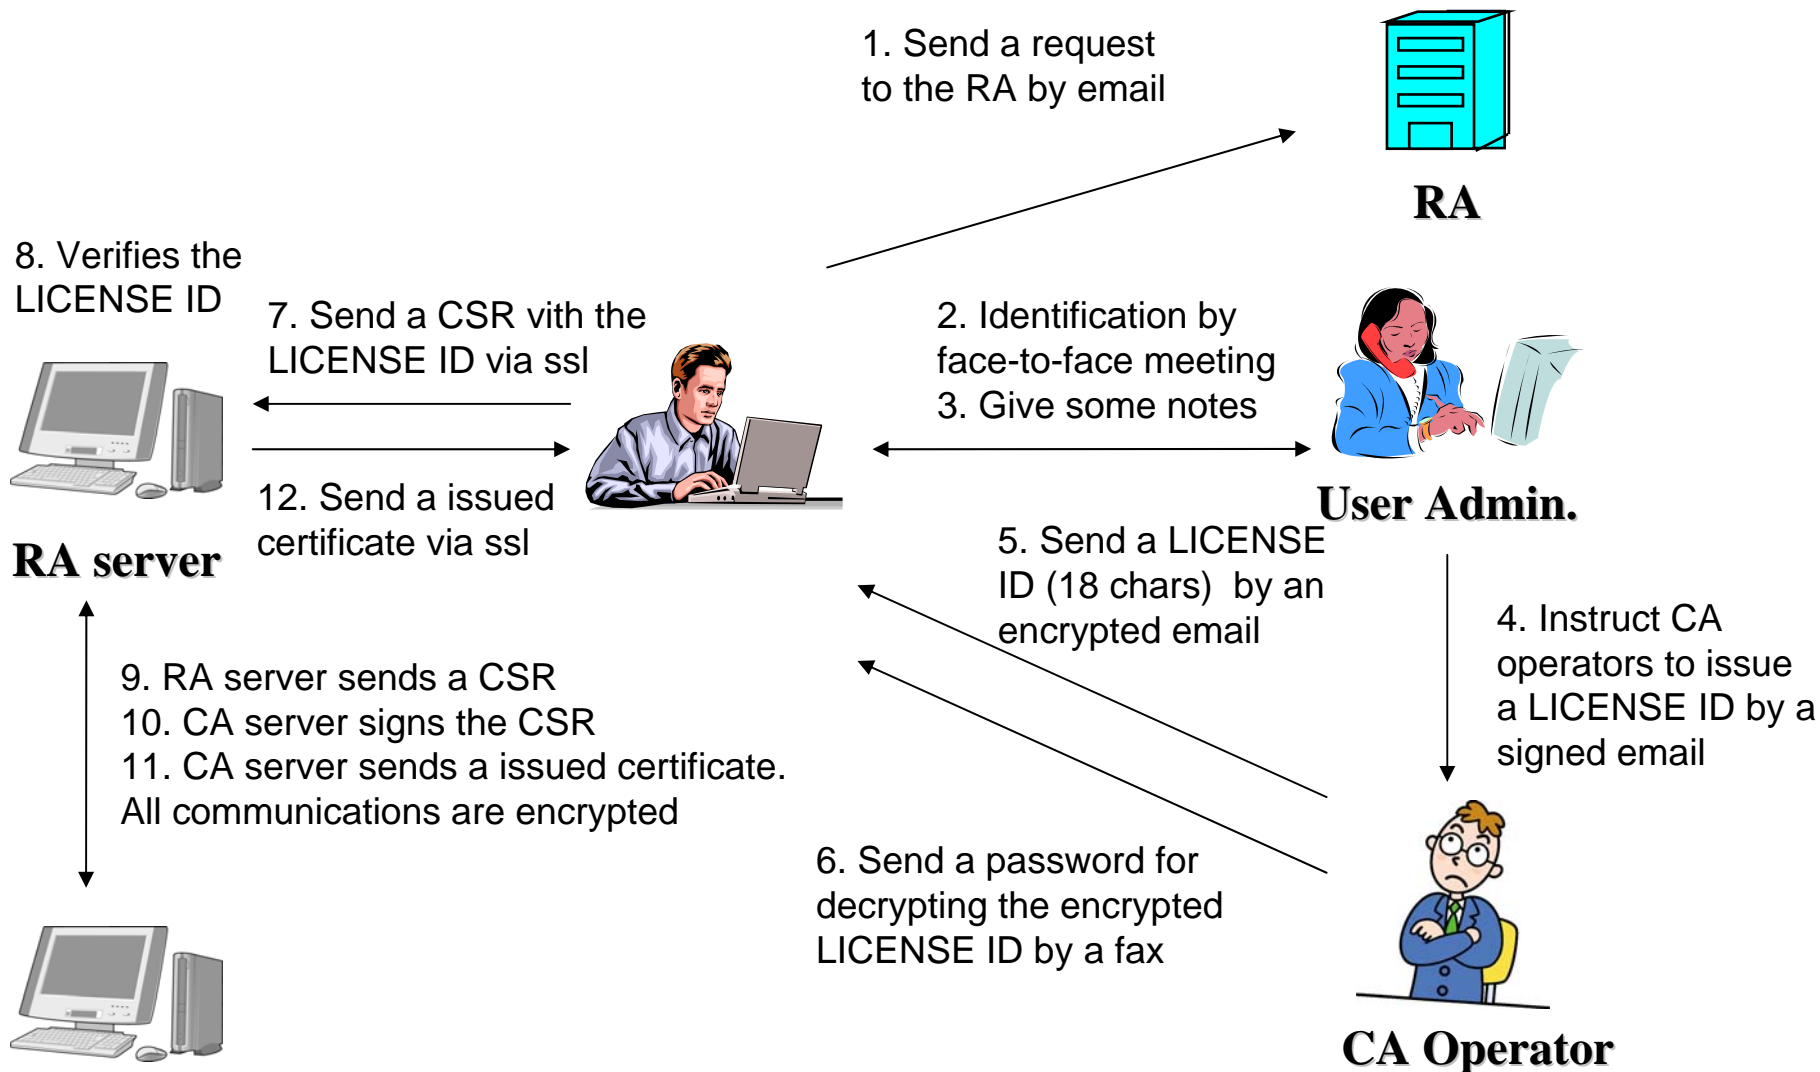 1. Send a request
to the RA by email
RA
8. Verifies the
LICENSE ID
7. Send a CSR vith the
LICENSE ID via ssl
2. Identification by
face-to-face meeting
3. Give some notes
12. Send a issued
certificate via ssl
User Admin.
RA server
5. Send a LICENSE
ID (18 chars) by an
encrypted email
4. Instruct CA
operators to issue
a LICENSE ID by a
signed email
9. RA server sends a CSR
10. CA server signs the CSR
11. CA server sends a issued certificate.
All communications are encrypted
6. Send a password for
decrypting the encrypted
LICENSE ID by a fax
CA Operator